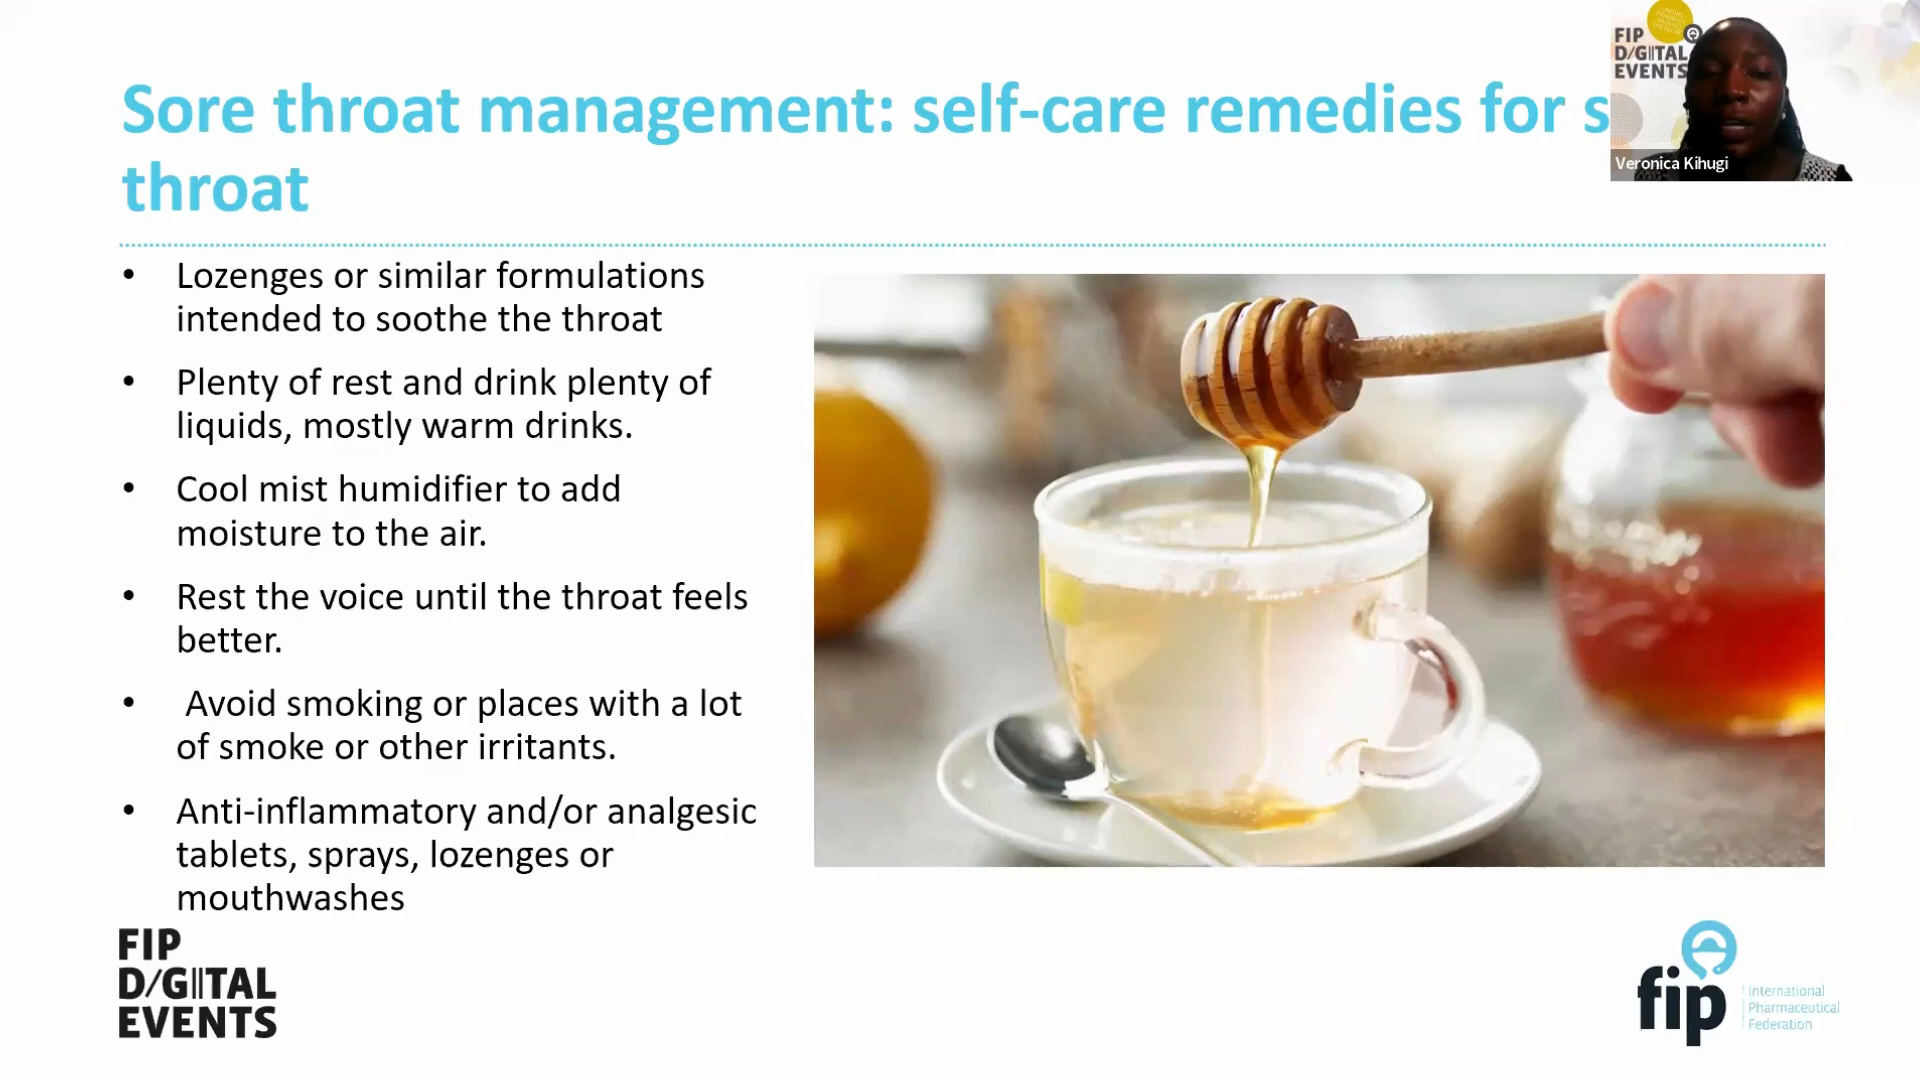 Sore throat management: self-care remedies for s
throat
FIP
D/GITAL
EVENTS
Veronica Kihugi
• Lozenges or similar formulations
intended to soothe the throat
• Plenty of rest and drink plenty of
liquids, mostly warm drinks.
• Cool mist humidifier to add
moisture to the air.
• Rest the voice until the throat feels
better.
• Avoid smoking or places with a lot
of smoke or other irritants.
• Anti-inflammatory and/or analgesic
tablets, sprays, lozenges or
mouthwashes
FIP
D/GITAL
EVENTS
fip
International
Pharmaceutical
Federation